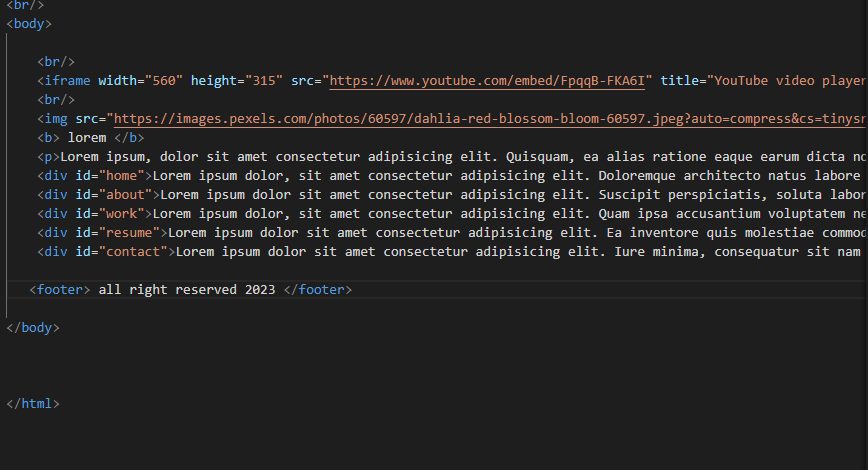 <br/>
<body>
<br/>
<iframe width="560" height="315" src="https://www.youtube.com/embed/FpqqB-FKA6I" title="YouTube video player
<br/>
<img src="https://images.pexels.com/photos/60597/dahlia-red-blossom-bloom-60597.jpeg?auto=compress&cs=tinysr
<b> lorem </b>
<p>Lorem ipsum, dolor sit amet consectetur adipisicing elit. Quisquam, ea alias ratione eaque earum dicta no
<div id="home">Lorem ipsum dolor, sit amet consectetur adipisicing elit. Doloremque architecto natus labore
<div id="about">Lorem ipsum dolor, sit amet consectetur adipisicing elit. Suscipit perspiciatis, soluta labor
<div id="work">Lorem ipsum dolor, sit amet consectetur adipisicing elit. Quam ipsa accusantium voluptatem ne
<div id="resume">Lorem ipsum dolor sit amet consectetur adipisicing elit. Ea inventore quis molestiae commod
<div id="contact">Lorem ipsum dolor sit amet consectetur adipisicing elit. Iure minima, consequatur sit nam
<footer> all right reserved 2023 </footer>
</body>
</html>